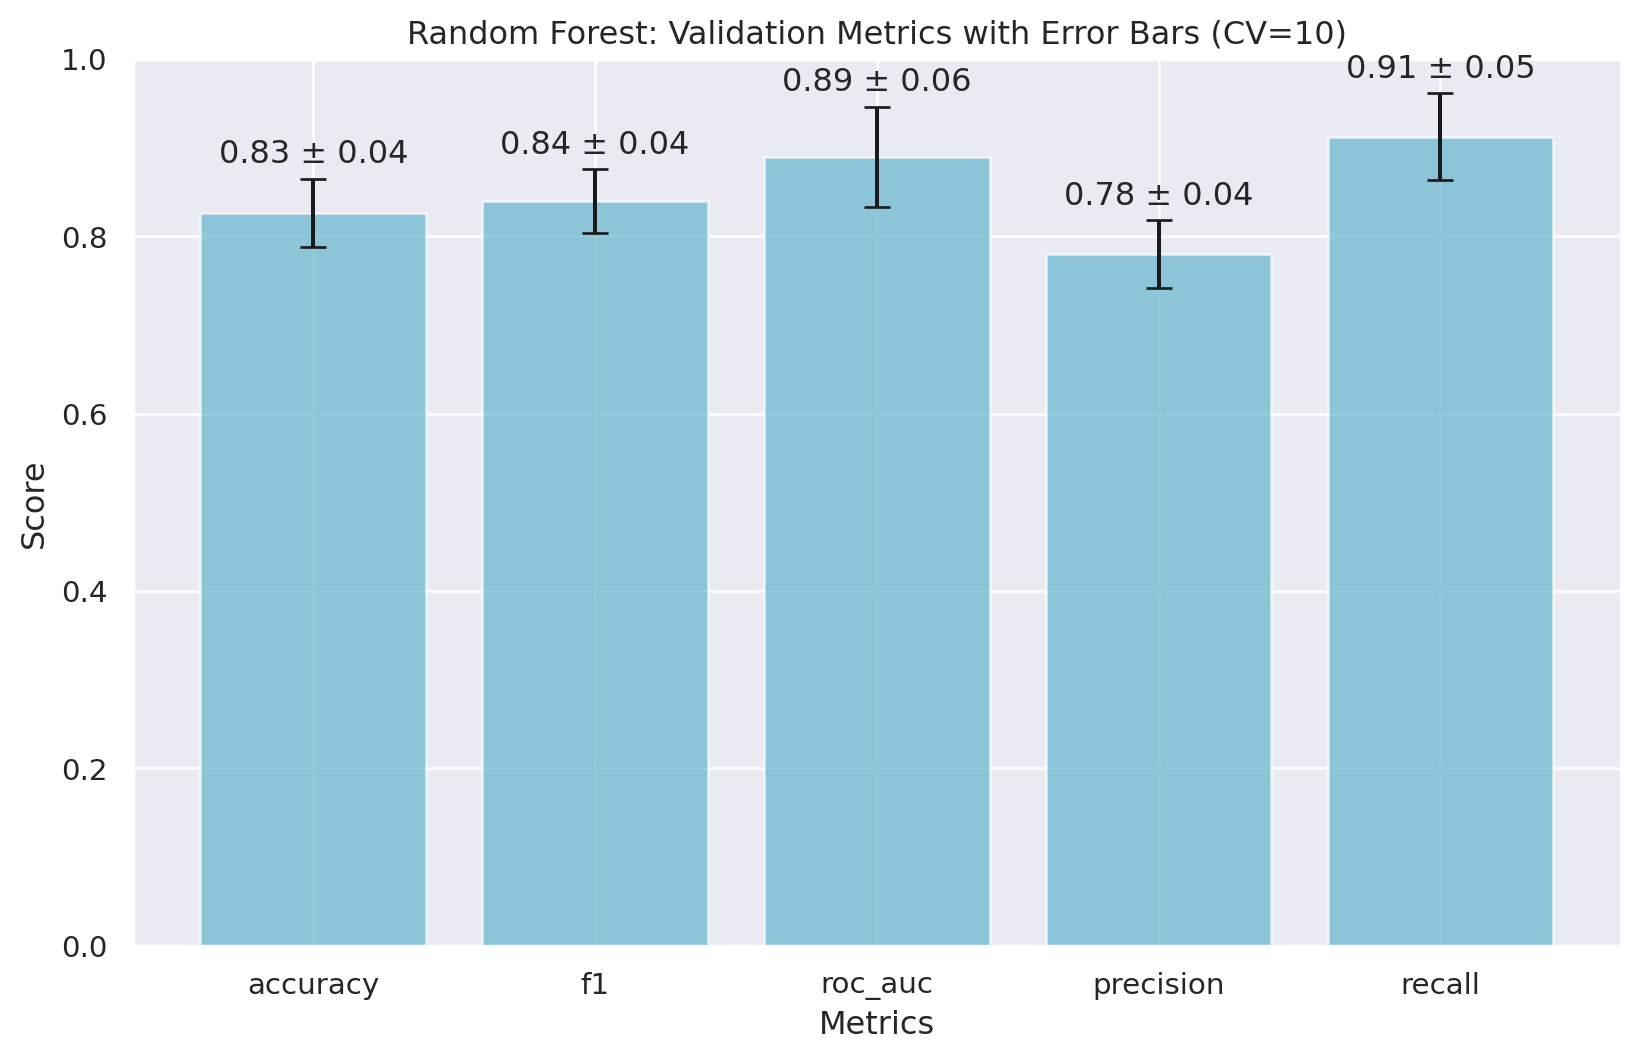 Random Forest: Validation Metrics with Error Bars (CV=10)
1.0
0.8
0.6
0.4
0.2
0.0
Score
0.83 ± 0.04
0.84 ± 0.04
0.89 ± 0.06
0.78 ± 0.04
0.91 ± 0.05
accuracy
f1
roc_auc
precision
recall
Metrics